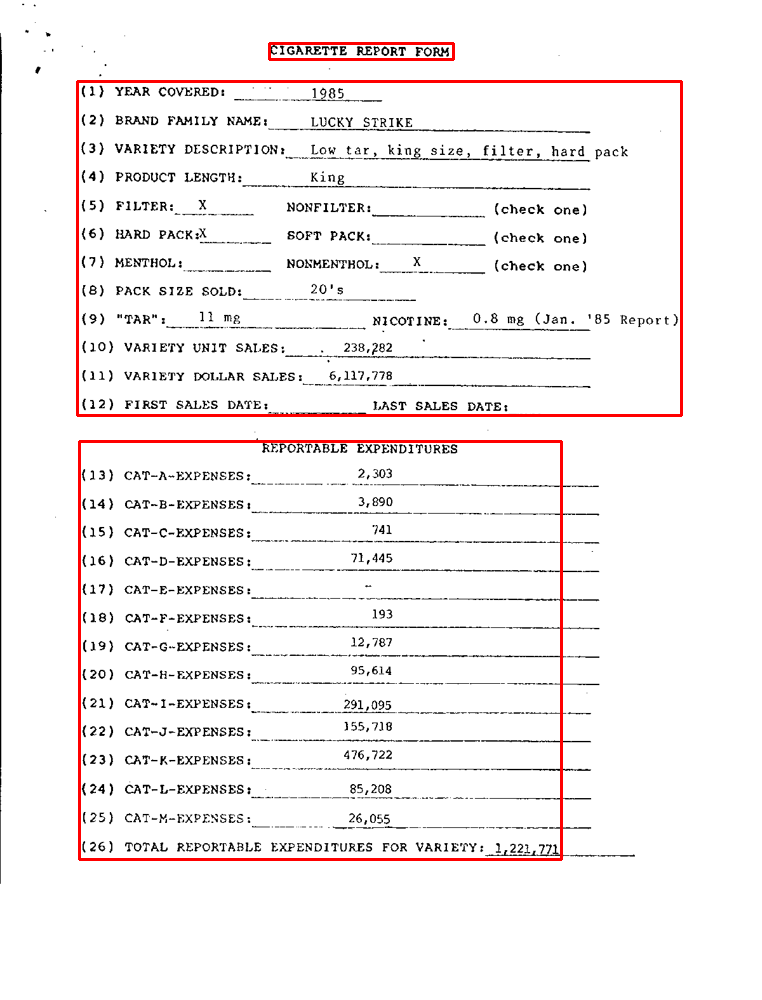 CIGARETTE REPORT FORM
(1) YEAR COVERED: 1985
(2) BRAND FAMILY NAME: LUCKY STRIKE
(3) VARIETY DESCRIPTION: Low tar, king size, filter, hard pack
(4) PRODUCT LENGTH: King
(5) FILTER: X NONFILTER: (check one)
(6) HARD PACK: X SOFT PACK: (check one)
(7) MENTHOL: NONMENTHOL: X (check one)
(8) PACK SIZE SOLD: 20's
(9) "TAR": 11 mg NICOTINE: 0.8 mg (Jan. '85 Report)
(10) VARIETY UNIT SALES: 238,282
(11) VARIETY DOLLAR SALES: 6,117,778
(12) FIRST SALES DATE: LAST SALES DATE:
REPORTABLE EXPENDITURES
(13) CAT-A-EXPENSES: 2,303
(14) CAT-B-EXPENSES: 3,890
(15) CAT-C-EXPENSES: 741
(16) CAT-D-EXPENSES: 71,445
(17) CAT-E-EXPENSES: -
(18) CAT-F-EXPENSES: 193
(19) CAT-G-EXPENSES: 12,787
(20) CAT-H-EXPENSES: 95,614
(21) CAT-I-EXPENSES: 291,095
(22) CAT-J-EXPENSES: 155,718
(23) CAT-K-EXPENSES: 476,722
(24) CAT-L-EXPENSES: 85,208
(25) CAT-M-EXPENSES: 26,055
(26) TOTAL REPORTABLE EXPENDITURES FOR VARIETY: 1,221,771